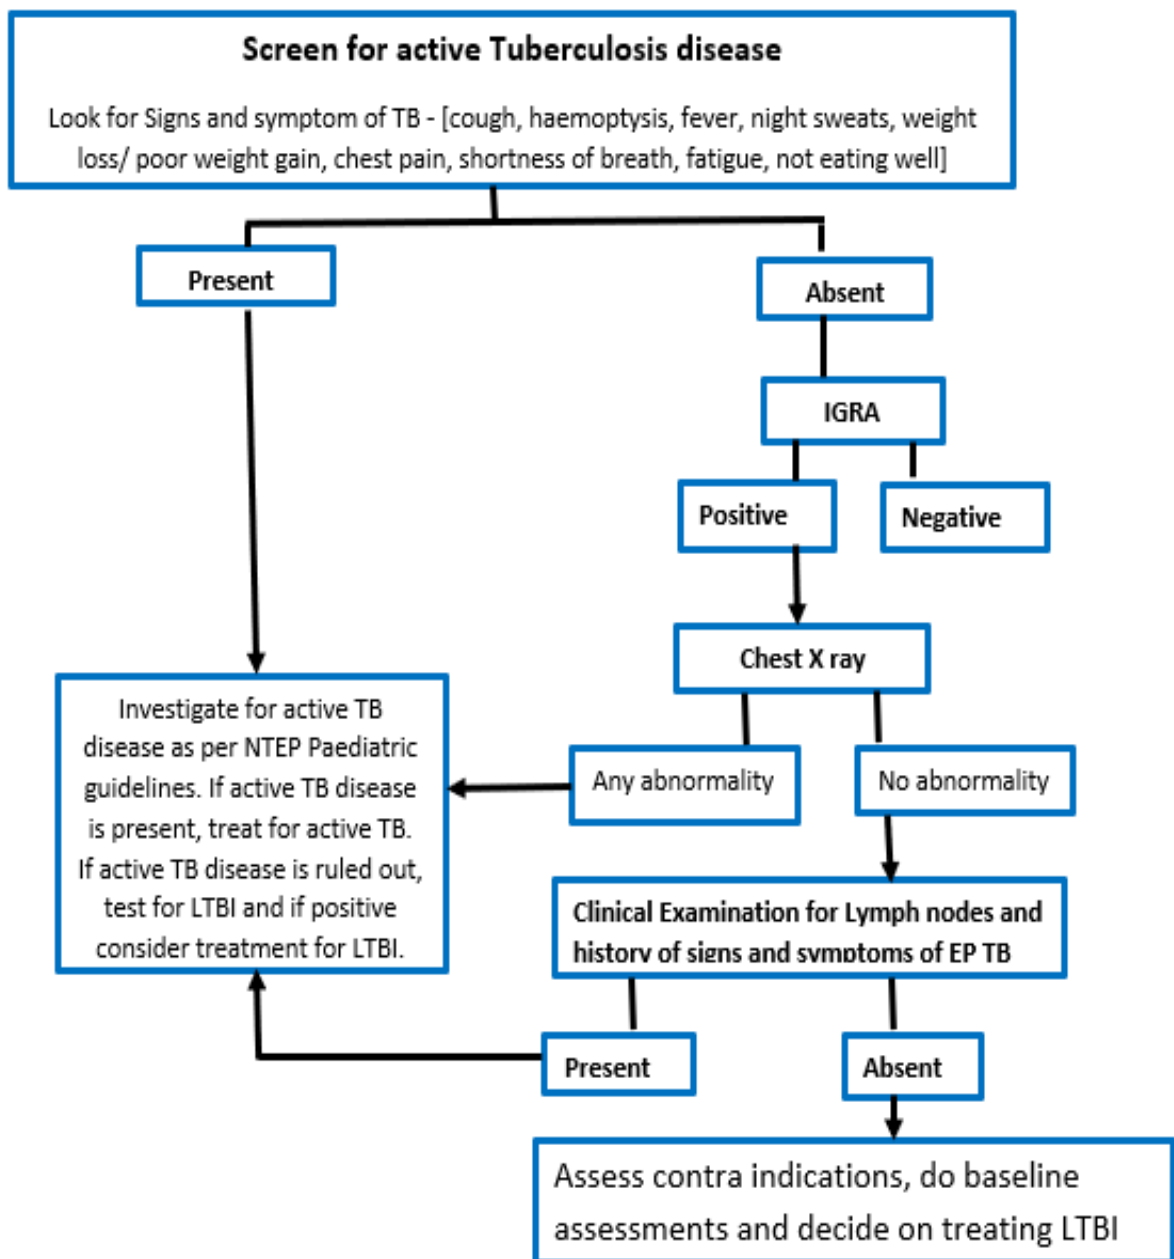 Screen for active Tuberculosis disease
Look for Signs and symptom of TB - [cough, haemoptysis, fever, night sweats, weight
loss/ poor weight gain, chest pain, shortness of breath, fatigue, not eating well]
Present
Absent
IGRA
Positive
Negative
Chest X ray
Any abnormality
No abnormality
Investigate for active TB
disease as per NTEP Paediatric
guidelines. If active TB disease
is present, treat for active TB.
If active TB disease is ruled out,
test for LTBI and if positive
consider treatment for LTBI.
Clinical Examination for Lymph nodes and
history of signs and symptoms of EP TB
Present
Absent
Assess contra indications, do baseline
assessments and decide on treating LTBI